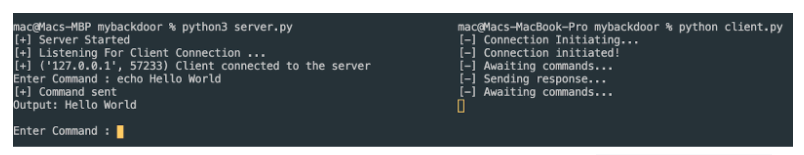 mac@Macs-MBP mybackdoor % python3 server.py
[+] Server Started
[+] Listening For Client Connection ...
[+] ('127.0.0.1', 57233) Client connected to the server
Enter Command : echo Hello World
[+] Command sent
Output: Hello World
Enter Command :
mac@Macs-MacBook-Pro mybackdoor % python client.py
[-] Connection Initiating...
[-] Connection initiated!
[-] Awaiting commands...
[-] Sending response...
[-] Awaiting commands...